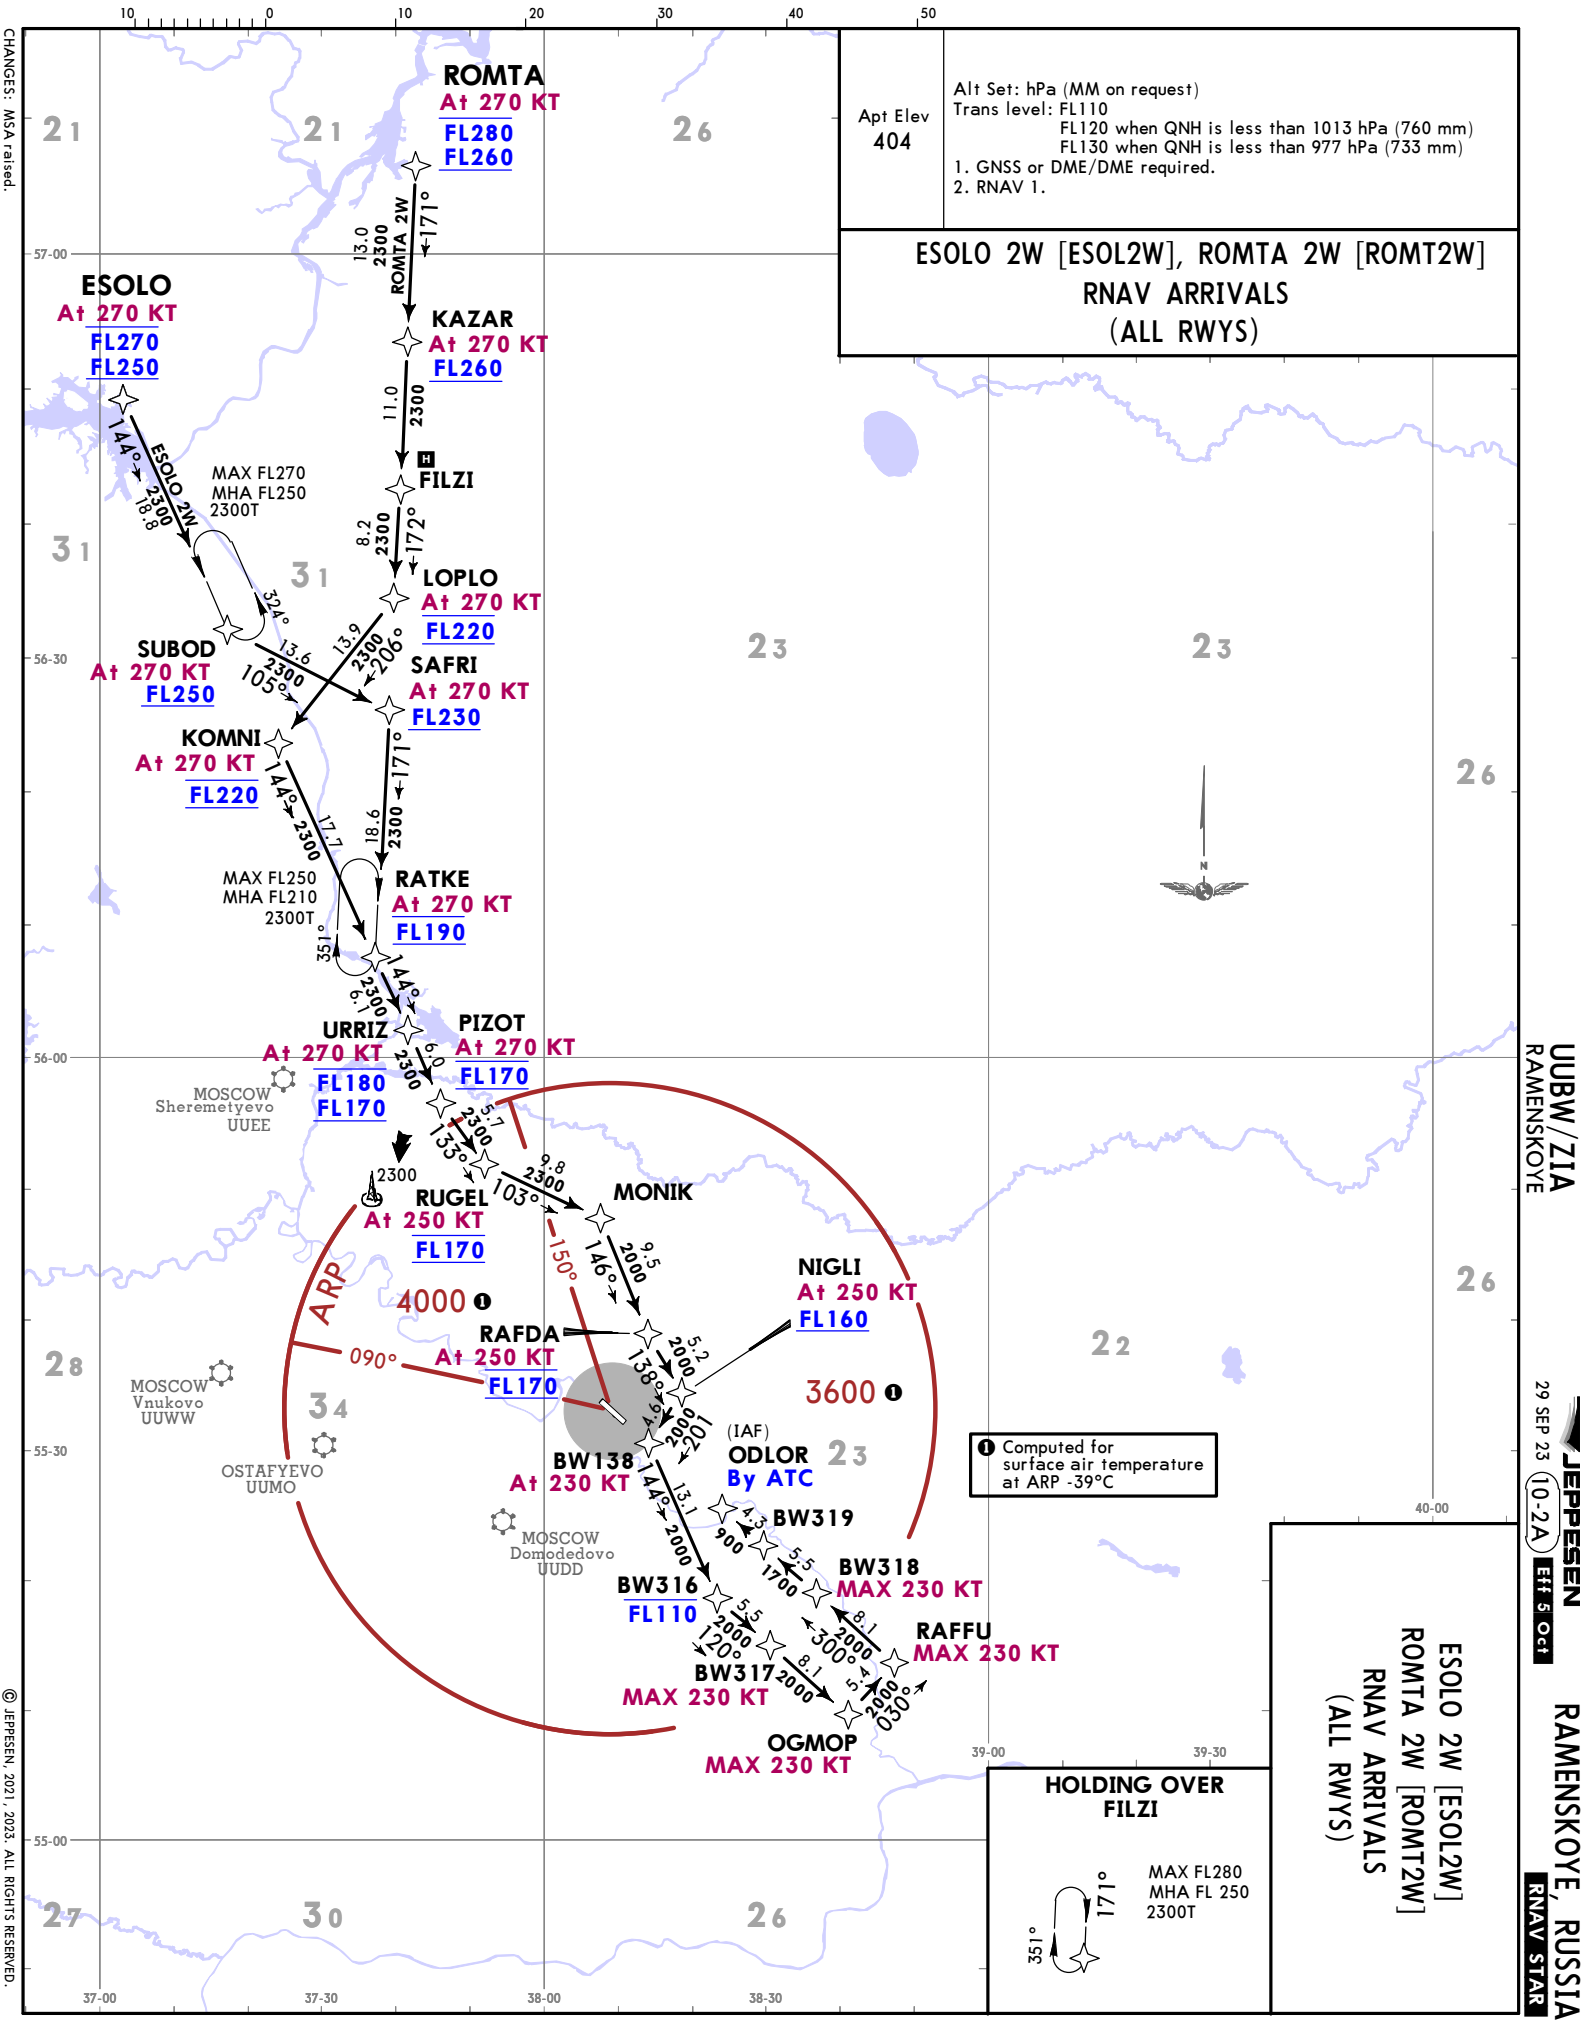 10 0 10 20 30 40 50
CHANGES: MSA raised.
© JEPPESEN, 2021, 2023. ALL RIGHTS RESERVED.
UUBW/ZIA
RAMENSKOYE
JEPPESEN
29 SEP 23 10-2A Eff 5 Oct
RAMENSKOYE, RUSSIA
RNAV STAR
Apt Elev
404
Alt Set: hPa (MM on request)
Trans level: FL110
FL120 when QNH is less than 1013 hPa (760 mm)
FL130 when QNH is less than 977 hPa (733 mm)
1. GNSS or DME/DME required.
2. RNAV 1.
ESOLO 2W [ESOL2W], ROMTA 2W [ROMT2W]
RNAV ARRIVALS
(ALL RWYS)
ROMTA
At 270 KT
FL280
FL260
21
21
26
13.0
2300
ROMTA 2W
171°
57-00
ESOLO
At 270 KT
FL270
FL250
KAZAR
At 270 KT
FL260
11.0
2300
H
FILZI
144°
ESOLO 2W
2300
18.8
MAX FL270
MHA FL250
2300T
8.2
2300
172°
31
31
324°
LOPLO
At 270 KT
FL220
13.9
2300
206°
SUBOD
At 270 KT
FL250
13.6
2300
105°
56-30
23
23
SAFRI
At 270 KT
FL230
KOMNI
At 270 KT
FL220
144°
17.7
2300
171°
18.6
2300
26
N
MAX FL250
MHA FL210
2300T
351°
RATKE
At 270 KT
FL190
144°
2300
6.1
URRIZ
At 270 KT
FL180
FL170
6.0
2300
PIZOT
At 270 KT
FL170
56-00
MOSCOW
Sheremetyevo
UUEE
5.7
2300
133°
2300
RUGEL
At 250 KT
FL170
9.8
2300
103°
MONIK
150°
9.5
2000
146°
NIGLI
At 250 KT
FL160
26
ARP
4000 1
RAFDA
At 250 KT
FL170
5.2
2000
138°
22
28
090°
MOSCOW
Vnukovo
UUWW
34
3600 1
4.6
2000
201
OSTAFYEVO
UUMO
55-30
BW138
At 230 KT
(IAF)
ODLOR
By ATC
23
1 Computed for
surface air temperature
at ARP -39°C
40-00
144°
13.1
2000
MOSCOW
Domodedovo
UUDD
4.3
900
BW319
5.5
1700
BW318
MAX 230 KT
BW316
FL110
5.5
2000
120°
8.1
2000
300°
RAFFU
MAX 230 KT
BW317
MAX 230 KT
8.1
2000
5.4
2000
030°
OGMOP
MAX 230 KT
39-00
39-30
ESOLO 2W [ESOL2W]
ROMTA 2W [ROMT2W]
RNAV ARRIVALS
(ALL RWYS)
HOLDING OVER
FILZI
171°
351°
MAX FL280
MHA FL 250
2300T
55-00
27
30
26
37-00
37-30
38-00
38-30